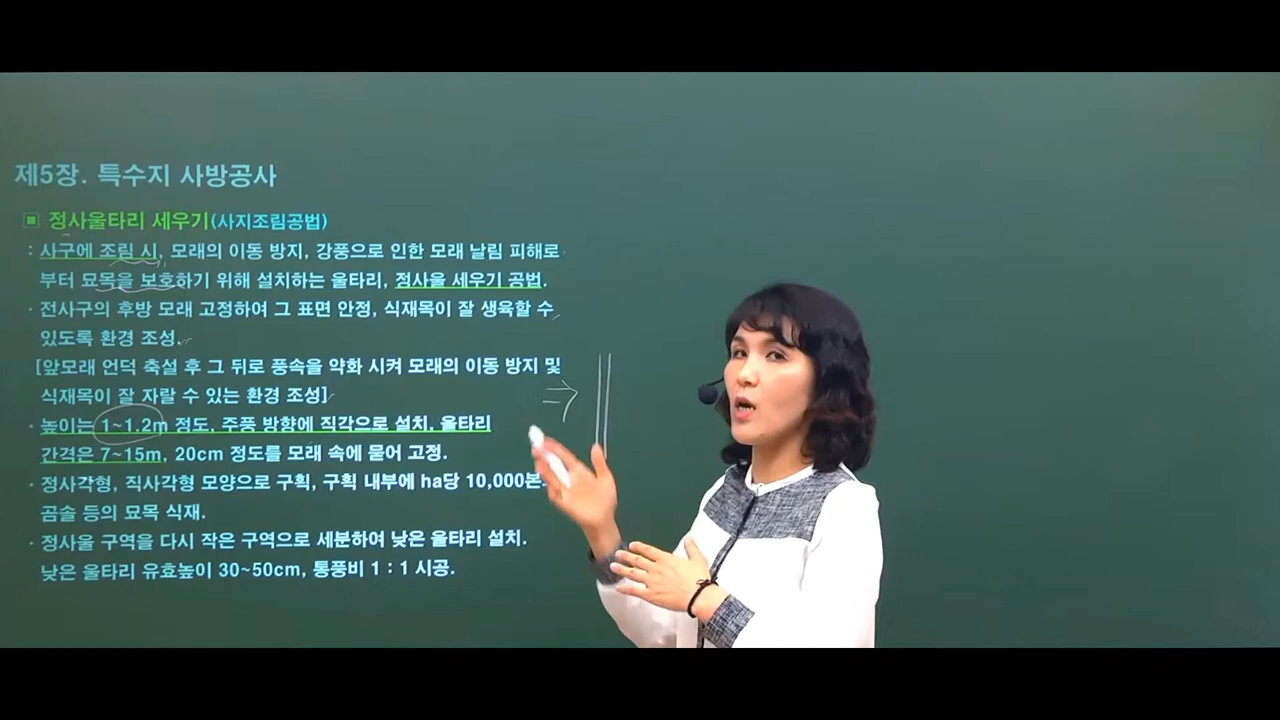 제5장. 특수지 사방공사
▣ 정사울타리 세우기(사지조림공법)
: 사구에 조림 시, 모래의 이동 방지, 강풍으로 인한 모래 날림 피해로
부터 묘목을 보호하기 위해 설치하는 울타리, 정사울 세우기 공법.
· 전사구의 후방 모래 고정하여 그 표면 안정, 식재목이 잘 생육할 수
있도록 환경 조성.
[앞모래 언덕 축설 후 그 뒤로 풍속을 약화 시켜 모래의 이동 방지 및
식재목이 잘 자랄 수 있는 환경 조성]
· 높이는 1~1.2m 정도, 주풍 방향에 직각으로 설치. 울타리
간격은 7~15m, 20cm 정도를 모래 속에 묻어 고정.
· 정사각형, 직사각형 모양으로 구획, 구획 내부에 ha당 10,000본
곰솔 등의 묘목 식재.
· 정사울 구역을 다시 작은 구역으로 세분하여 낮은 울타리 설치.
낮은 울타리 유효높이 30~50cm, 통풍비 1 : 1 시공.